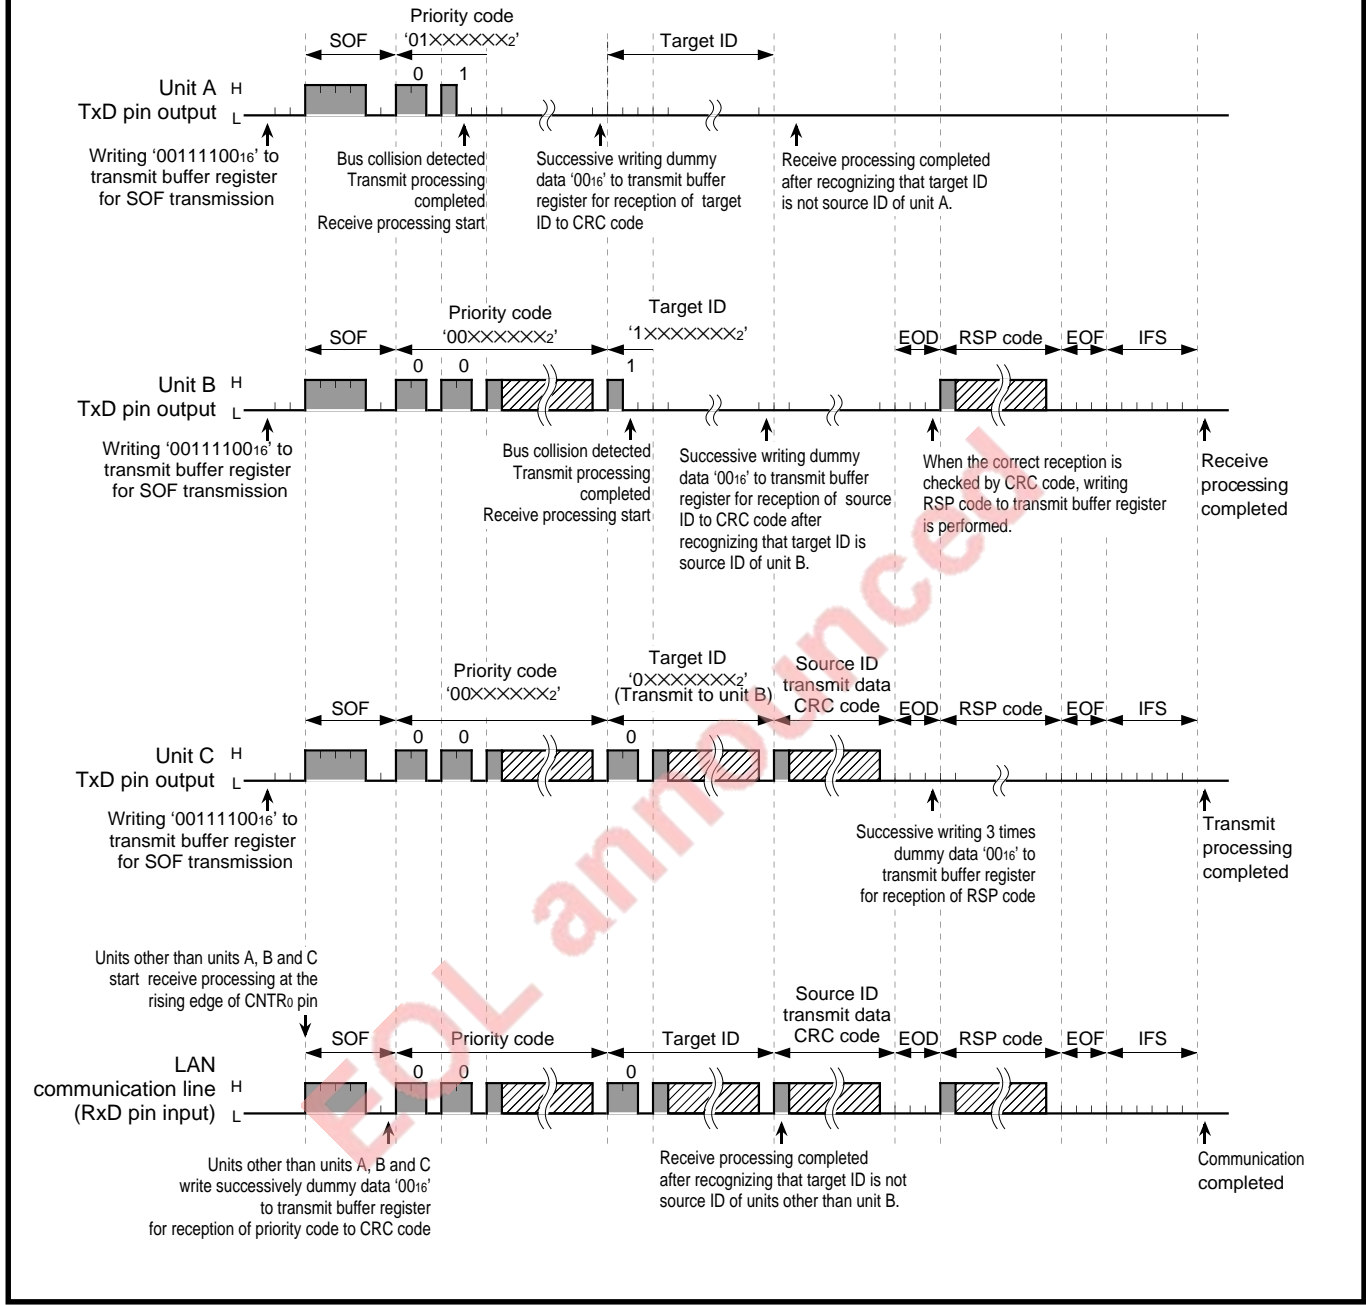 Priority code
SOF
‘01XXXXXX2’
Target ID
0
1
Unit A
TxD pin output
H
L
Writing ‘0011110016’ to
transmit buffer register
for SOF transmission
Bus collision detected
Transmit processing
completed
Receive processing start
Successive writing dummy
data ‘0016’ to transmit buffer
register for reception of target
ID to CRC code
Receive processing completed
after recognizing that target ID
is not source ID of unit A.
SOF
Priority code
‘00XXXXXX2’
Target ID
‘1XXXXXXX2’
EOD
RSP code
EOF
IFS
0
0
1
Unit B
TxD pin output
H
L
Writing ‘0011110016’ to
transmit buffer register
for SOF transmission
Bus collision detected
Transmit processing
completed
Receive processing start
Successive writing dummy
data ‘0016’ to transmit buffer
register for reception of source
ID to CRC code after
recognizing that target ID is
source ID of unit B.
When the correct reception is
checked by CRC code, writing
RSP code to transmit buffer register
is performed.
Receive
processing
completed
SOF
Priority code
‘00XXXXXX2’
Target ID
‘0XXXXXXX2’
(Transmit to unit B)
Source ID
transmit data
CRC code
EOD
RSP code
EOF
IFS
0
0
0
Unit C
TxD pin output
H
L
Writing ‘0011110016’ to
transmit buffer register
for SOF transmission
Successive writing 3 times
dummy data ‘0016’ to
transmit buffer register
for reception of RSP code
Transmit
processing
completed
Units other than units A, B and C
start receive processing at the
rising edge of CNTR0 pin
SOF
Priority code
Target ID
Source ID
transmit data
CRC code
EOD
RSP code
EOF
IFS
0
0
0
LAN
communication line
(RxD pin input)
H
L
Units other than units A, B and C
write successively dummy data ‘0016’
to transmit buffer register
for reception of priority code to CRC code
Receive processing completed
after recognizing that target ID is not
source ID of units other than unit B.
Communication
completed
EOL announced